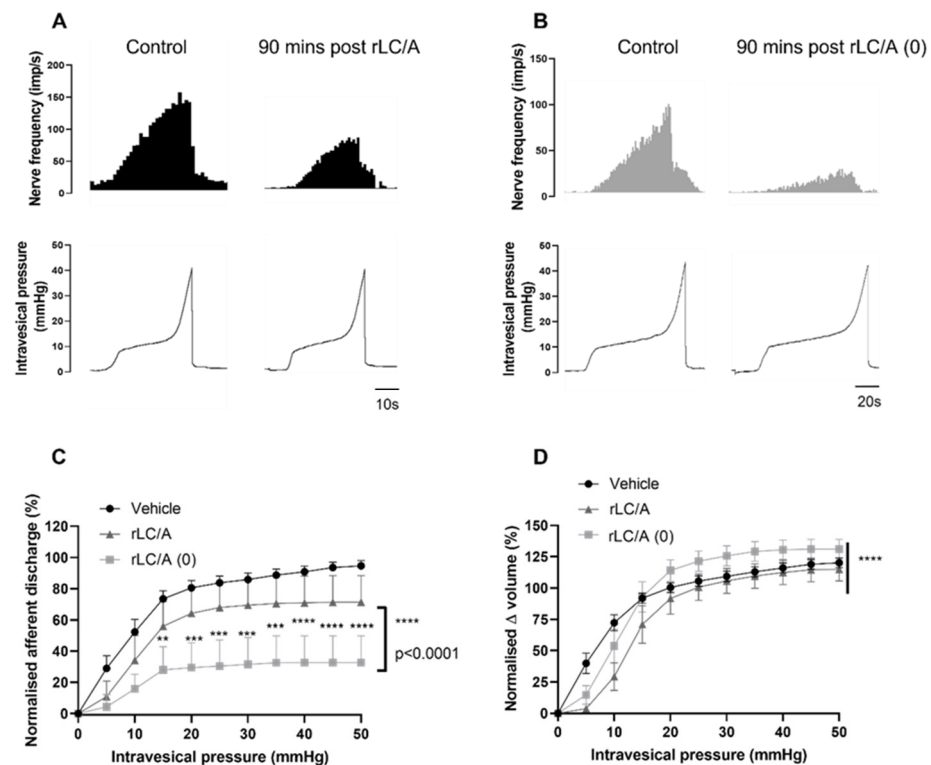 A
B
Control
90 mins post rLC/A
Control
90 mins post rLC/A (0)
Nerve frequency (imp/s)
200
150
100
50
0
Nerve frequency (imp/s)
150
100
50
0
Intravesical pressure
(mmHg)
50
40
30
20
10
0
10s
Intravesical pressure
(mmHg)
50
40
30
20
10
0
20s
C
Vehicle
rLC/A
rLC/A (0)
Normalised afferent discharge (%)
120
100
80
60
40
20
0
** *** *** *** *** **** **** ****
****
p<0.0001
0 10 20 30 40 50
Intravesical pressure (mmHg)
D
Vehicle
rLC/A
rLC/A (0)
Normalised Δ volume (%)
150
125
100
75
50
25
0
****
0 10 20 30 40 50
Intravesical pressure (mmHg)